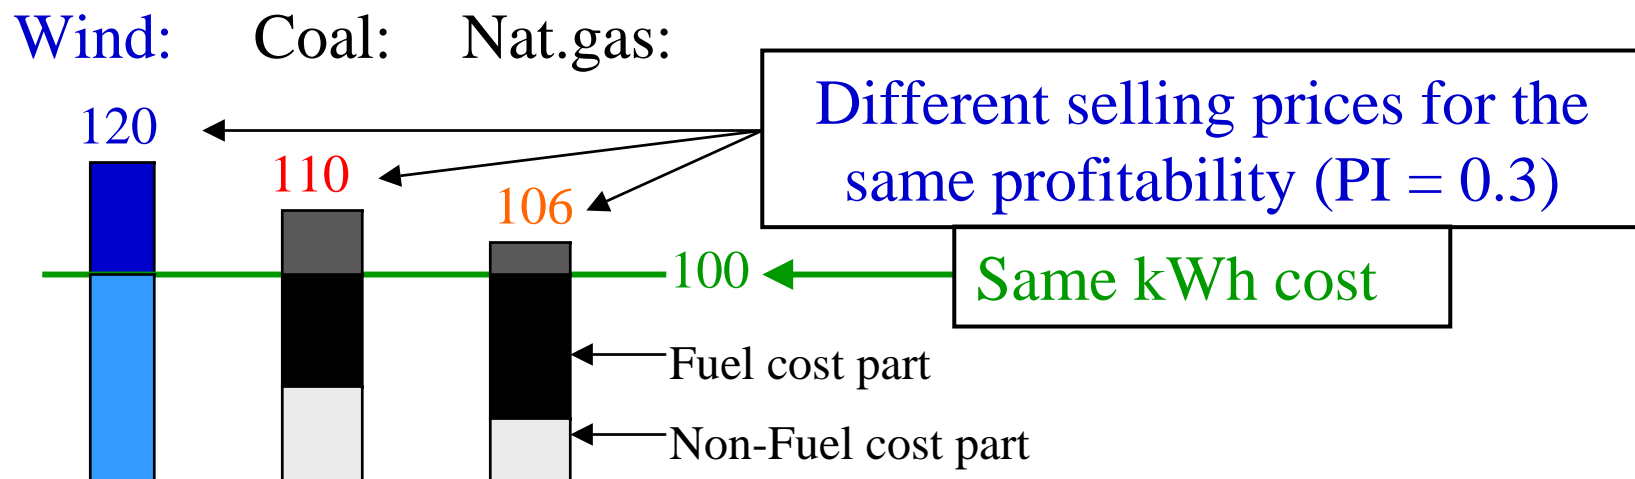 Wind: Coal: Nat.gas:
Different selling prices for the
same profitability (PI = 0.3)
120
110
106
100
Same kWh cost
Fuel cost part
Non-Fuel cost part